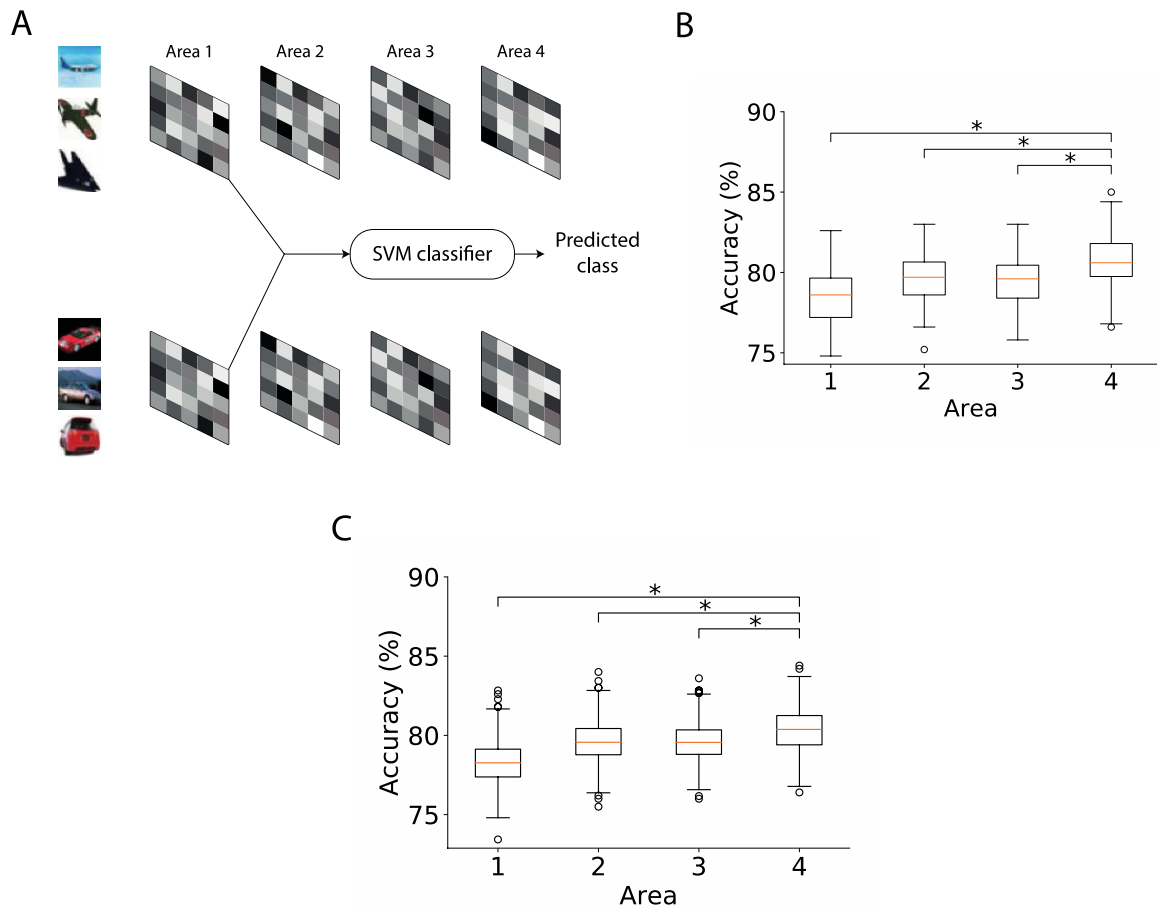 A
Area 1 Area 2 Area 3 Area 4
SVM classifier
Predicted
class
B
Accuracy (%)
90
85
80
75
* 
*
*
1 2 3 4
Area
C
Accuracy (%)
90
85
80
75
*
*
*
1 2 3 4
Area